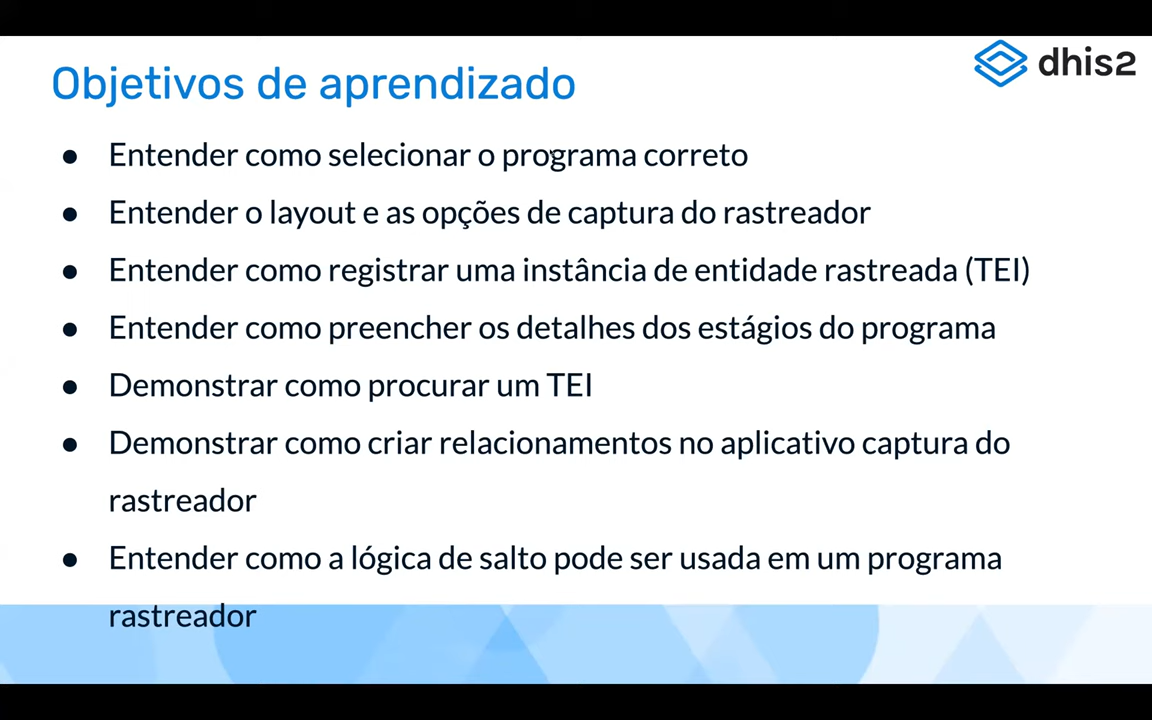 dhis2
Objetivos de aprendizado
● Entender como selecionar o programa correto
● Entender o layout e as opções de captura do rastreador
● Entender como registrar uma instância de entidade rastreada (TEI)
● Entender como preencher os detalhes dos estágios do programa
● Demonstrar como procurar um TEI
● Demonstrar como criar relacionamentos no aplicativo captura do
rastreador
● Entender como a lógica de salto pode ser usada em um programa
rastreador